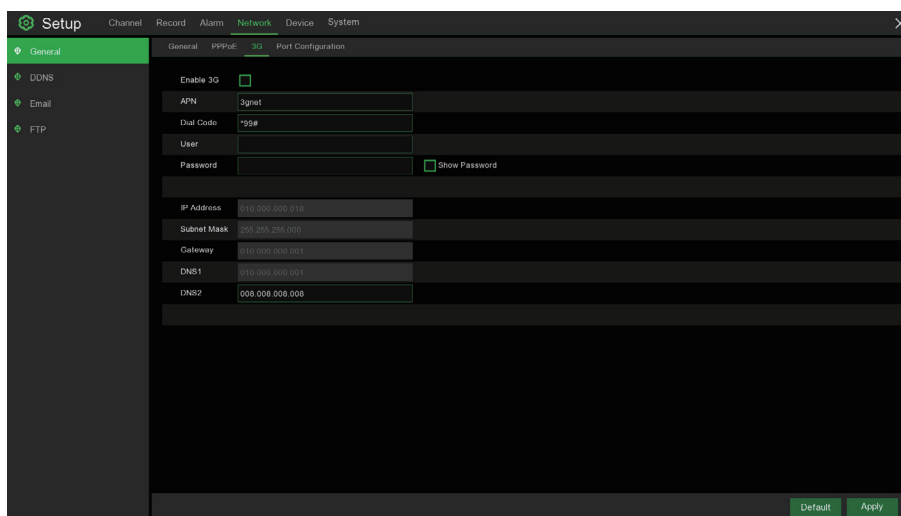 Setup Channel Record Alarm Network Device System X
General General PPPoE 3G Port Configuration
DDNS
Email
FTP
Enable 3G
APN 3gnet
Dial Code *99#
User
Password Show Password
IP Address 010.000.000.018
Subnet Mask 255.255.255.000
Gateway 010.000.000.001
DNS1 010.000.000.001
DNS2 008.008.008.008
Default Apply